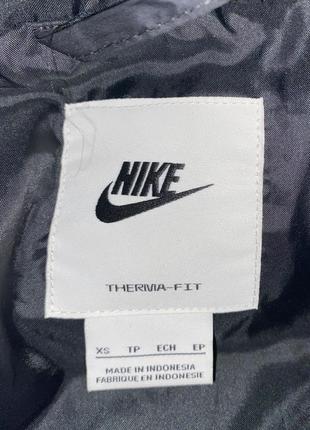 NIKE
THERMA-FIT
XS TP ECH EP
MADE IN INDONESIA
FABRIQUE EN INDONESIE